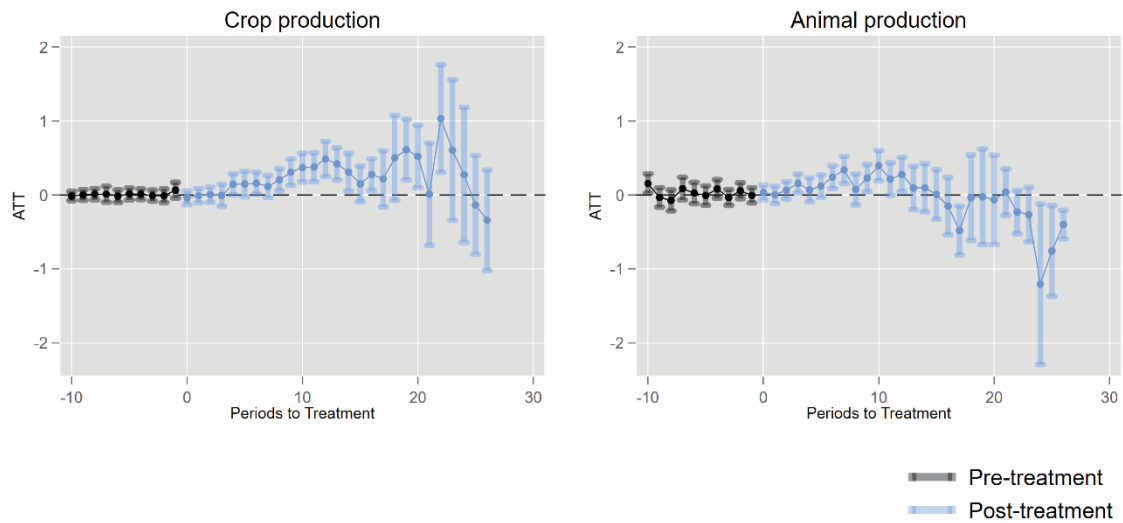 Crop production
2
1
0
-1
-2
ATT
-10
0
10
20
30
Periods to Treatment
Animal production
2
1
0
-1
-2
ATT
-10
0
10
20
30
Periods to Treatment
Pre-treatment
Post-treatment